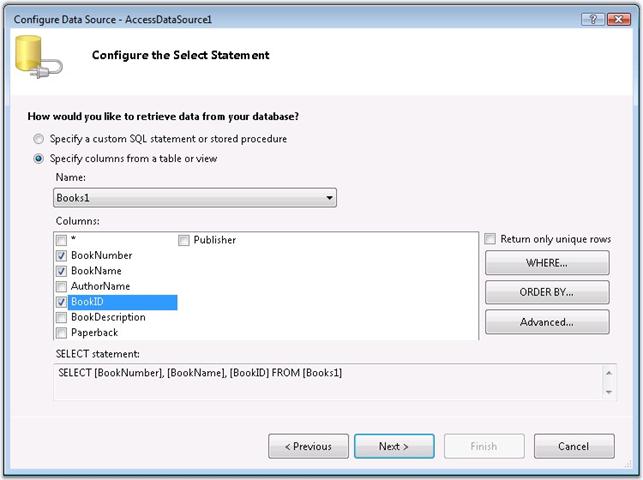 Configure Data Source - AccessDataSource1
Configure the Select Statement
How would you like to retrieve data from your database?
Specify a custom SQL statement or stored procedure
Specify columns from a table or view
Name:
Books1
Columns:
* Publisher
BookNumber
BookName
AuthorName
BookID
BookDescription
Paperback
Return only unique rows
WHERE...
ORDER BY...
Advanced...
SELECT statement:
SELECT [BookNumber], [BookName], [BookID] FROM [Books1]
< Previous Next > Finish Cancel